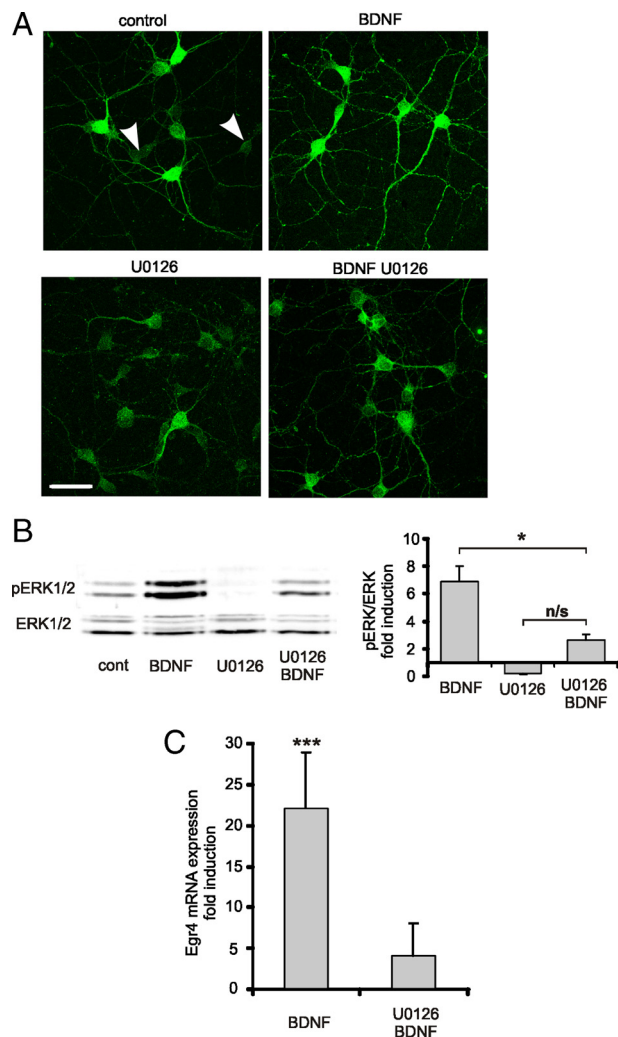 A
control
BDNF
U0126
BDNF U0126
B
pERK1/2
ERK1/2
cont
BDNF
U0126
U0126
BDNF
pERK/ERK
fold induction
10
8
6
4
2
0
*
n/s
BDNF
U0126
U0126
BDNF
C
Egr4 mRNA expression
fold induction
30
25
20
15
10
5
0
***
BDNF
U0126
BDNF